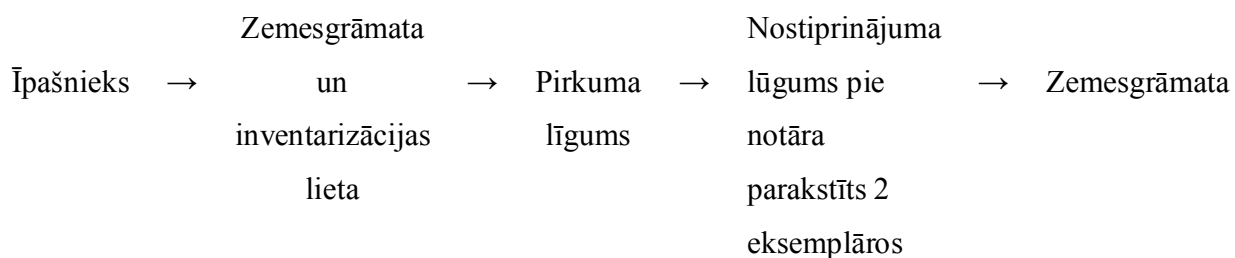 Īpašnieks
→
Zemesgrāmata
un
inventarizācijas
lieta
→
Pirkuma
līgums
→
Nostiprinājuma
lūgums pie
notāra
parakstīts 2
eksemplāros
→
Zemesgrāmata